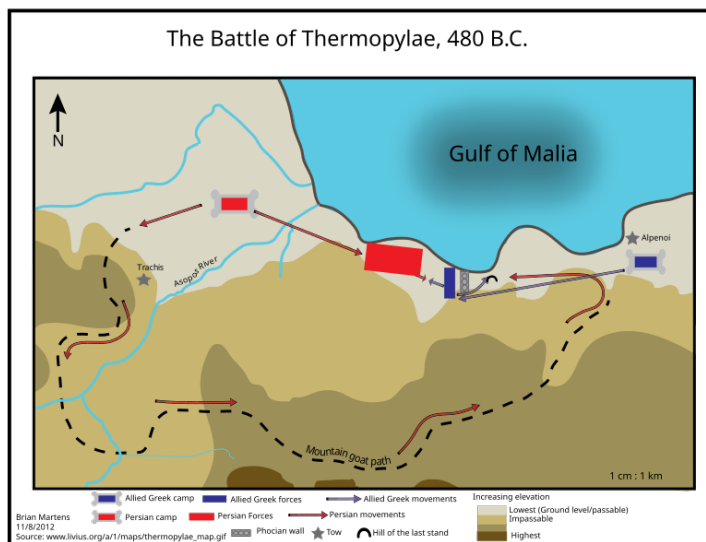 The Battle of Thermopylae, 480 B.C.
N
Gulf of Malia
Alpenoi
Trachis
Asopos River
Mountain goat path
1 cm : 1 km
Allied Greek camp
Allied Greek forces
Allied Greek movements
Increasing elevation
Persian camp
Persian Forces
Persian movements
Lowest (Ground level/passable)
Impassable
Brian Martens
11/8/2012
Phocian wall
Tow
Hill of the last stand
Source: www.livius.org/a/1/maps/thermopylae_map.gif
Highest